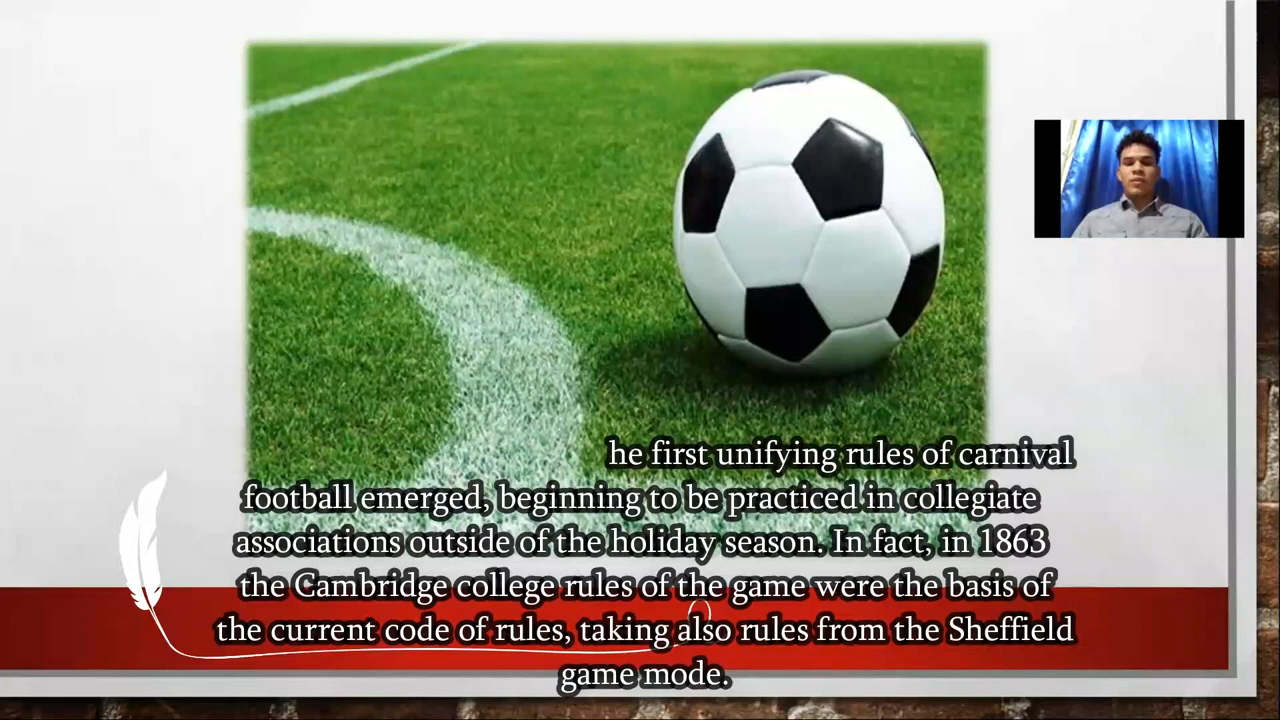 he first unifying rules of carnival
football emerged, beginning to be practiced in collegiate
associations outside of the holiday season. In fact, in 1863
the Cambridge college rules of the game were the basis of
the current code of rules, taking also rules from the Sheffield
game mode.